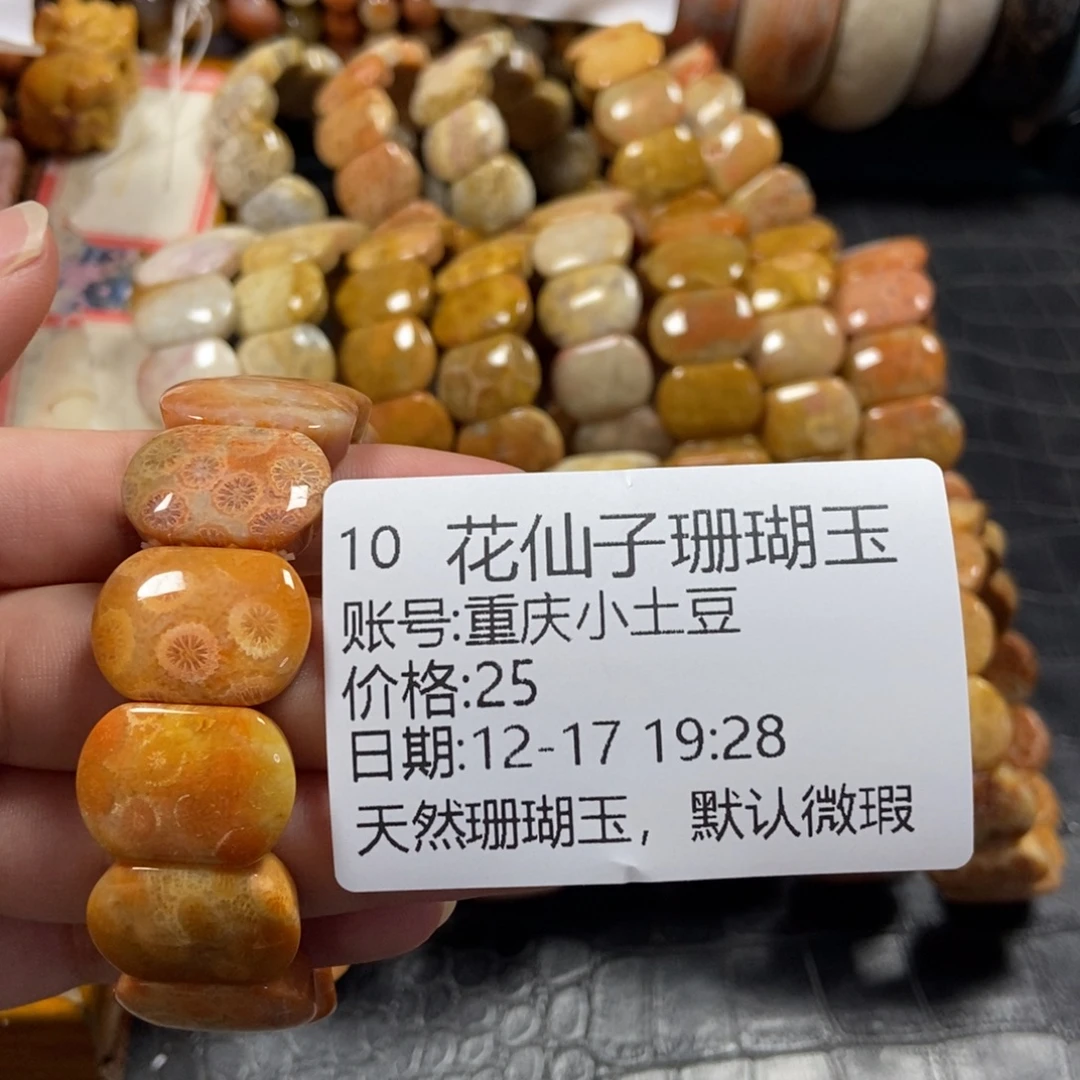 10 花仙子珊瑚玉
账号:重庆小土豆
价格:25
日期:12-17 19:28
天然珊瑚玉，默认微瑕